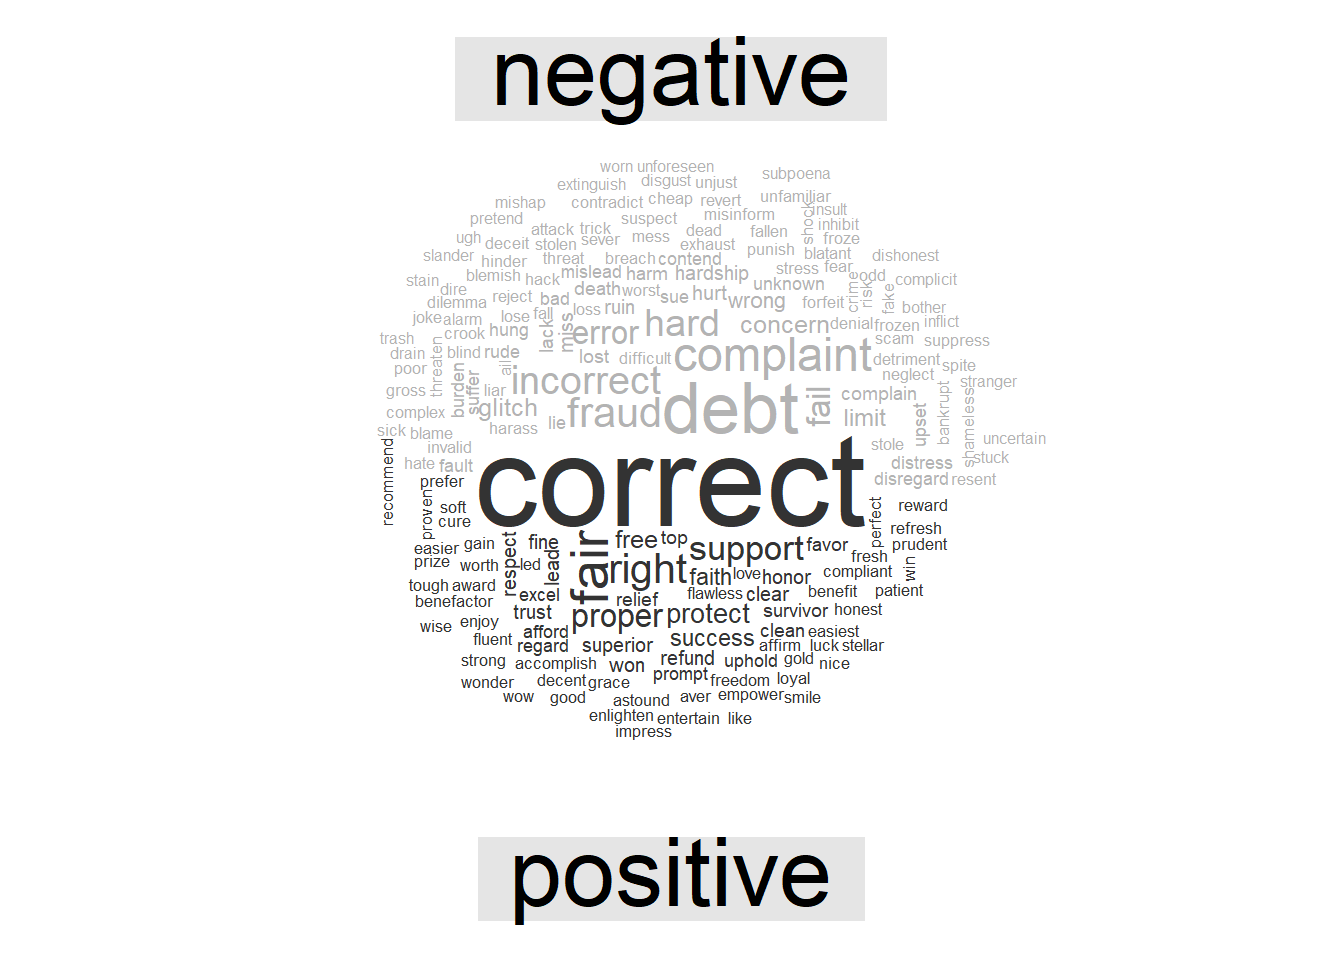 negative
worn unforeseen
extinguish disgust unjust subpoena
mishap contradict cheap revert unfamiliar
pretend suspect misinform shock insult
ugh attack trick dead fallen inhibit
deceit stolen sever mess exhaust punish froze
slander hinder threat breach contend blatant dishonest
stain blemish hack mislead harm hardship stress fear odd complicit
dire death worst unknown crime risk fake
dilemma reject bad loss ruin sue hurt wrong forfeit bother
joke alarm lose fall hard concern denial frozen inflict
trash crook hung lack miss error scam suppress
drain blind rude lost difficult complaint detriment spite
poor threaten ail neglect stranger
gross burden suffer liar incorrect complain bankrupt
complex glitch fraud debt fail limit shameless
sick blame harass lie upset stole uncertain
invalid stuck
hate fault distress
recommend prefer correct disregard resent
proven soft perfect reward
cure refresh
easier gain fine free top support favor prudent
prize worth respect led lead fair right faith love honor fresh compliant win
tough award excel flawless clear benefit patient
benefactor trust relief proper protect survivor honest
wise enjoy afford success clean easiest
fluent regard superior affirm luck stellar
strong accomplish won refund uphold gold nice
wonder decent grace prompt freedom loyal
wow good astound aver empower smile
enlighten entertain like
impress
positive